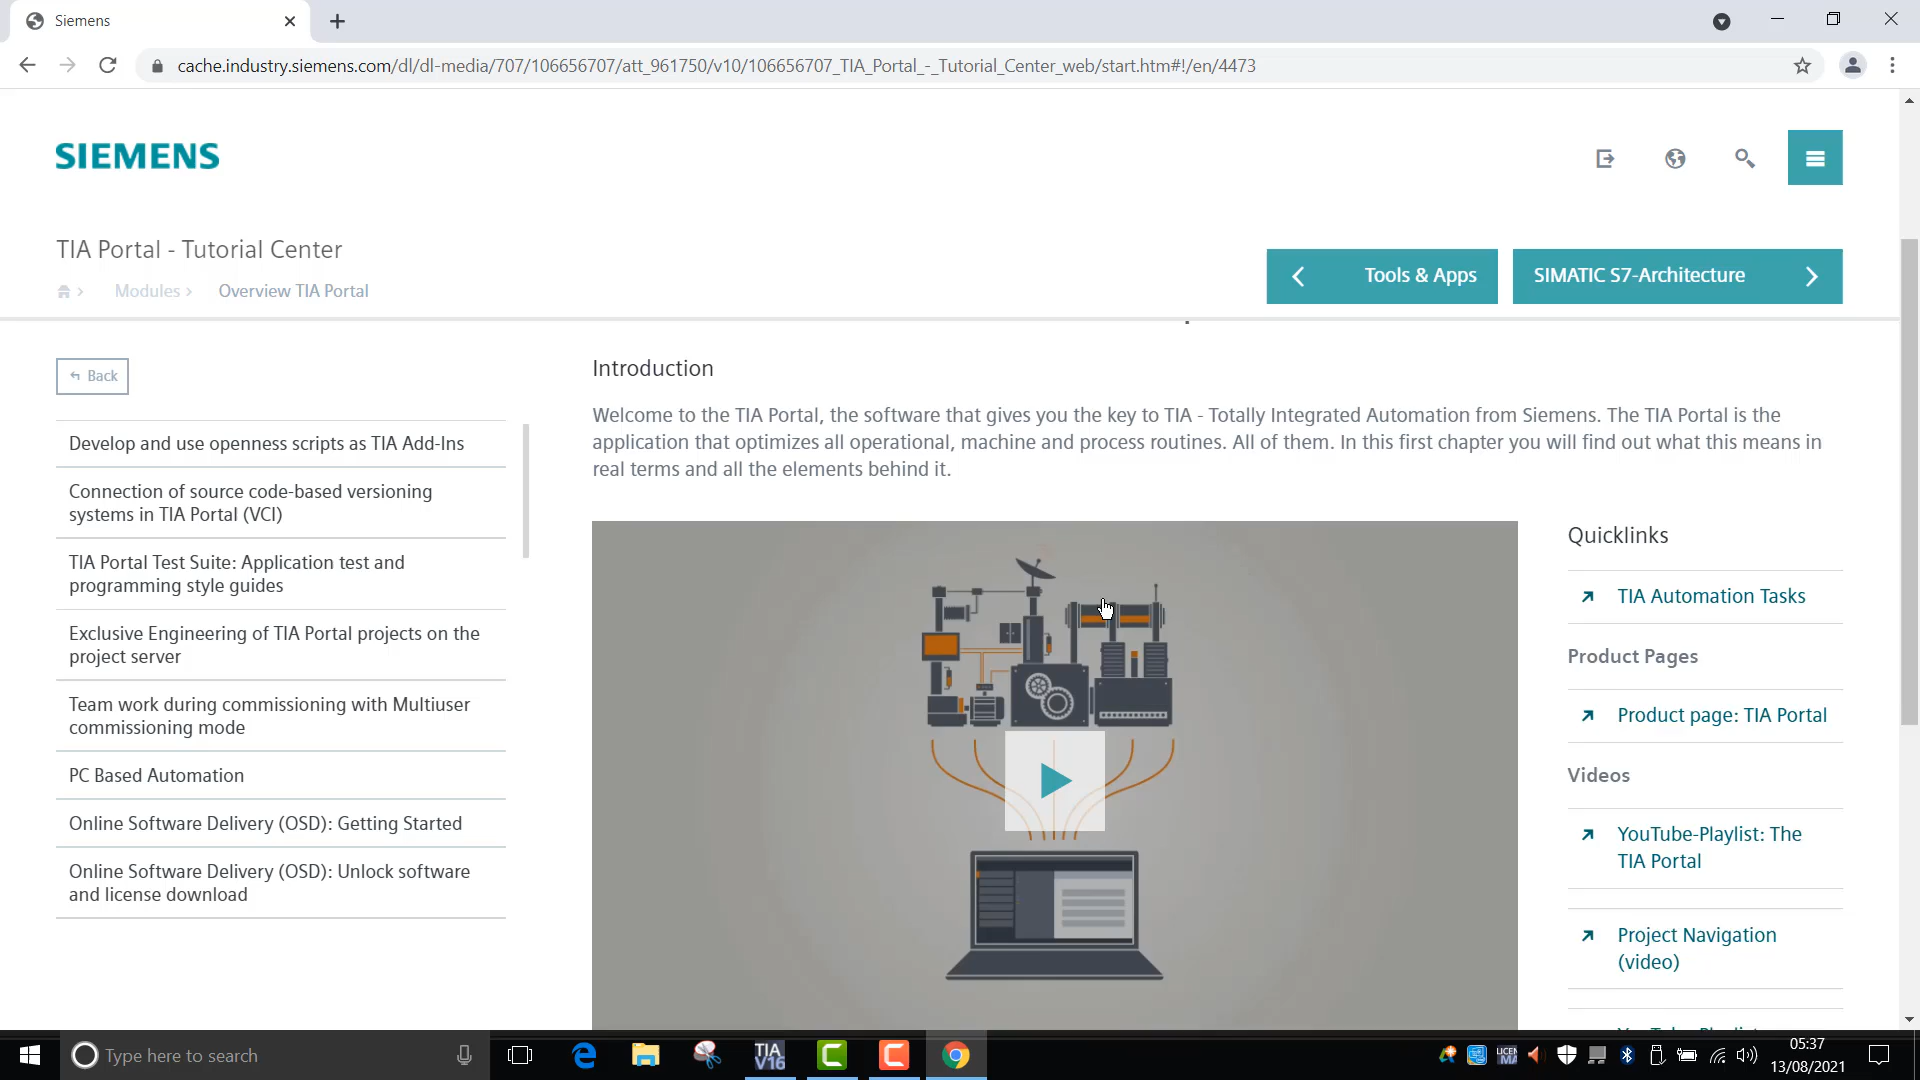 Siemens
cache.industry.siemens.com/dl/dl-media/707/106656707/att_961750/v10/106656707_TIA_Portal_-_Tutorial_Center_web/start.htm#!/en/4473
SIEMENS
TIA Portal - Tutorial Center
Modules
Overview TIA Portal
Tools & Apps
SIMATIC S7-Architecture
Back
Develop and use openness scripts as TIA Add-Ins
Connection of source code-based versioning
systems in TIA Portal (VCI)
TIA Portal Test Suite: Application test and
programming style guides
Exclusive Engineering of TIA Portal projects on the
project server
Team work during commissioning with Multiuser
commissioning mode
PC Based Automation
Online Software Delivery (OSD): Getting Started
Online Software Delivery (OSD): Unlock software
and license download
Introduction
Welcome to the TIA Portal, the software that gives you the key to TIA - Totally Integrated Automation from Siemens. The TIA Portal is the
application that optimizes all operational, machine and process routines. All of them. In this first chapter you will find out what this means in
real terms and all the elements behind it.
Quicklinks
TIA Automation Tasks
Product Pages
Product page: TIA Portal
Videos
YouTube-Playlist: The
TIA Portal
Project Navigation
(video)
Type here to search
TIA
V16
05:37
13/08/2021